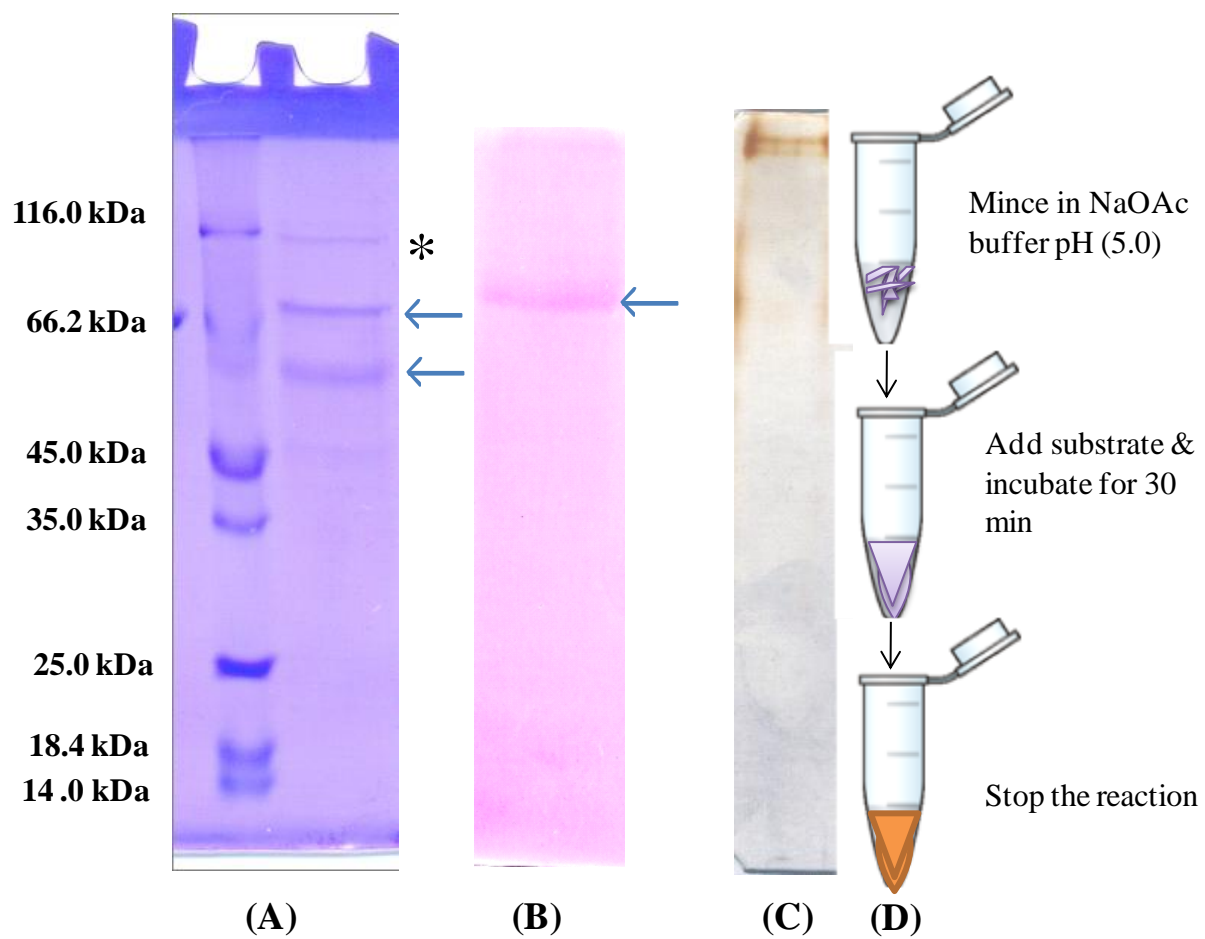 116.0 kDa
66.2 kDa
45.0 kDa
35.0 kDa
25.0 kDa
18.4 kDa
14 .0 kDa
*
Mince in NaOAc
buffer pH (5.0)
Add substrate &
incubate for 30
min
Stop the reaction
(A)
(B)
(C)
(D)